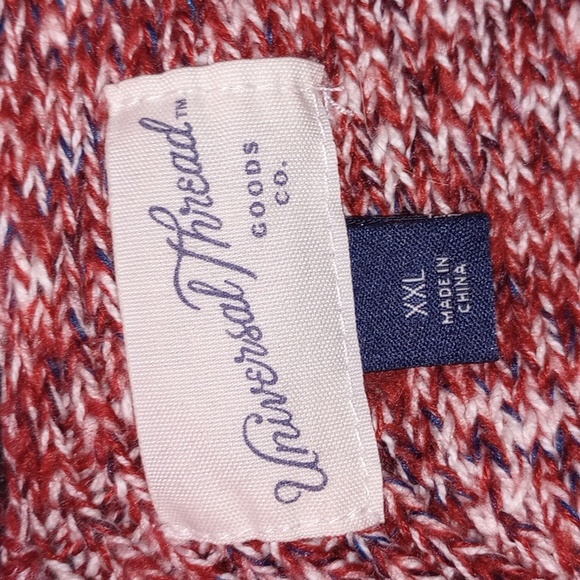 Universal Thread™
GOODS
CO.
XXL
MADE IN
CHINA